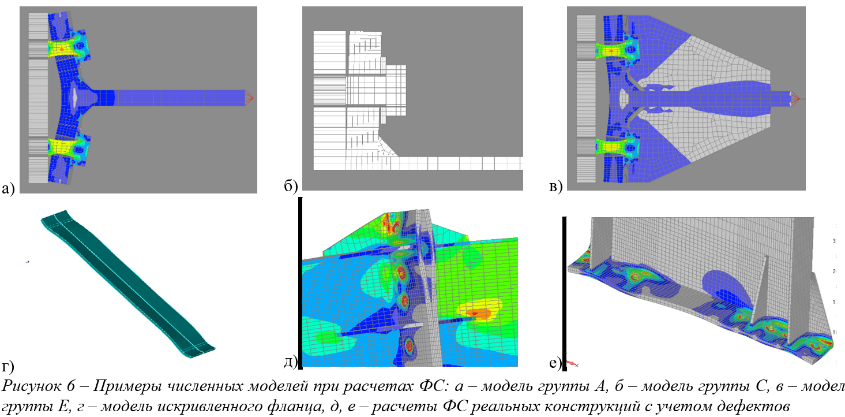 а)
б)
в)
г)
д)
е)
Рисунок 6 – Примеры численных моделей при расчетах ФС: а – модель группы А, б – модель группы С, в – модел
группы Е, г – модель искривленного фланца, д, е – расчеты ФС реальных конструкций с учетом дефектов